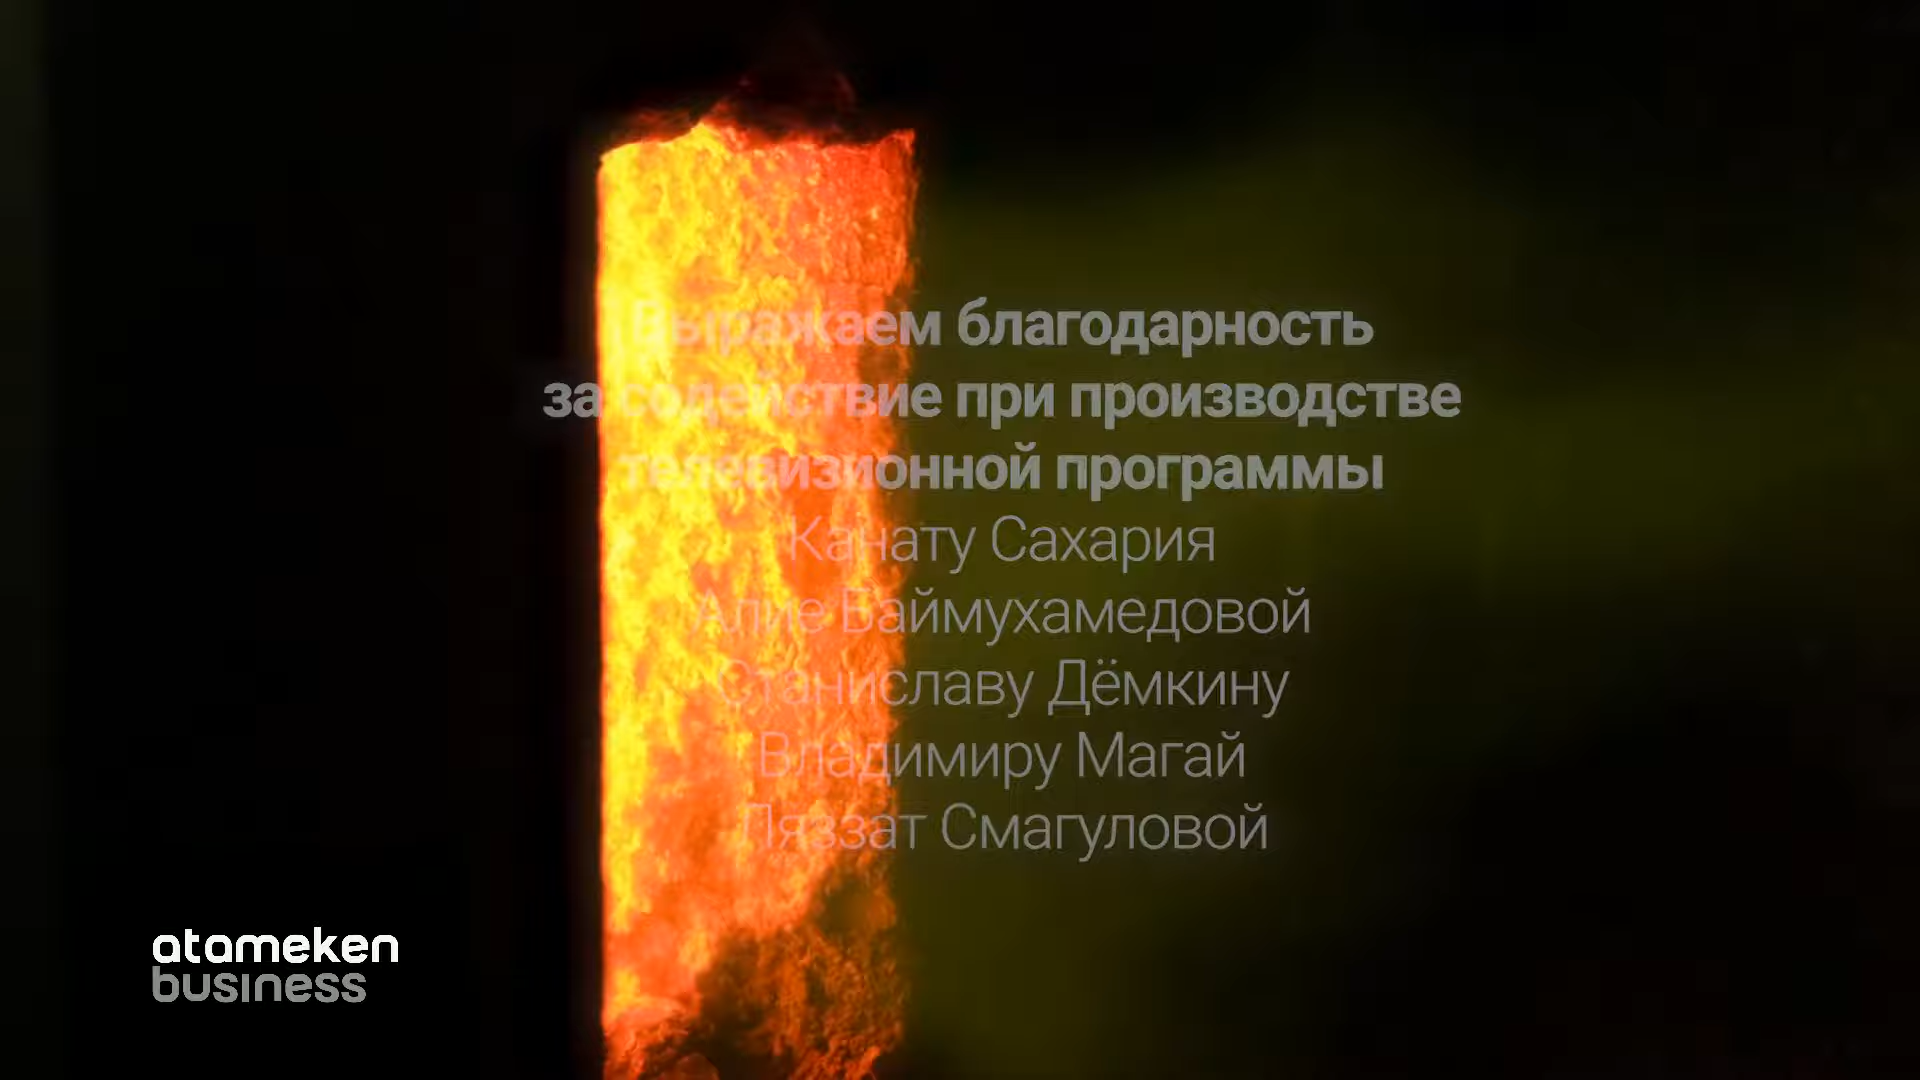 Выражаем благодарность
за содействие при производстве
телевизионной программы
Канату Сахария
Алие Баймухамедовой
Станиславу Дёмкину
Владимиру Магай
Ляззат Смагуловой
atameken
business